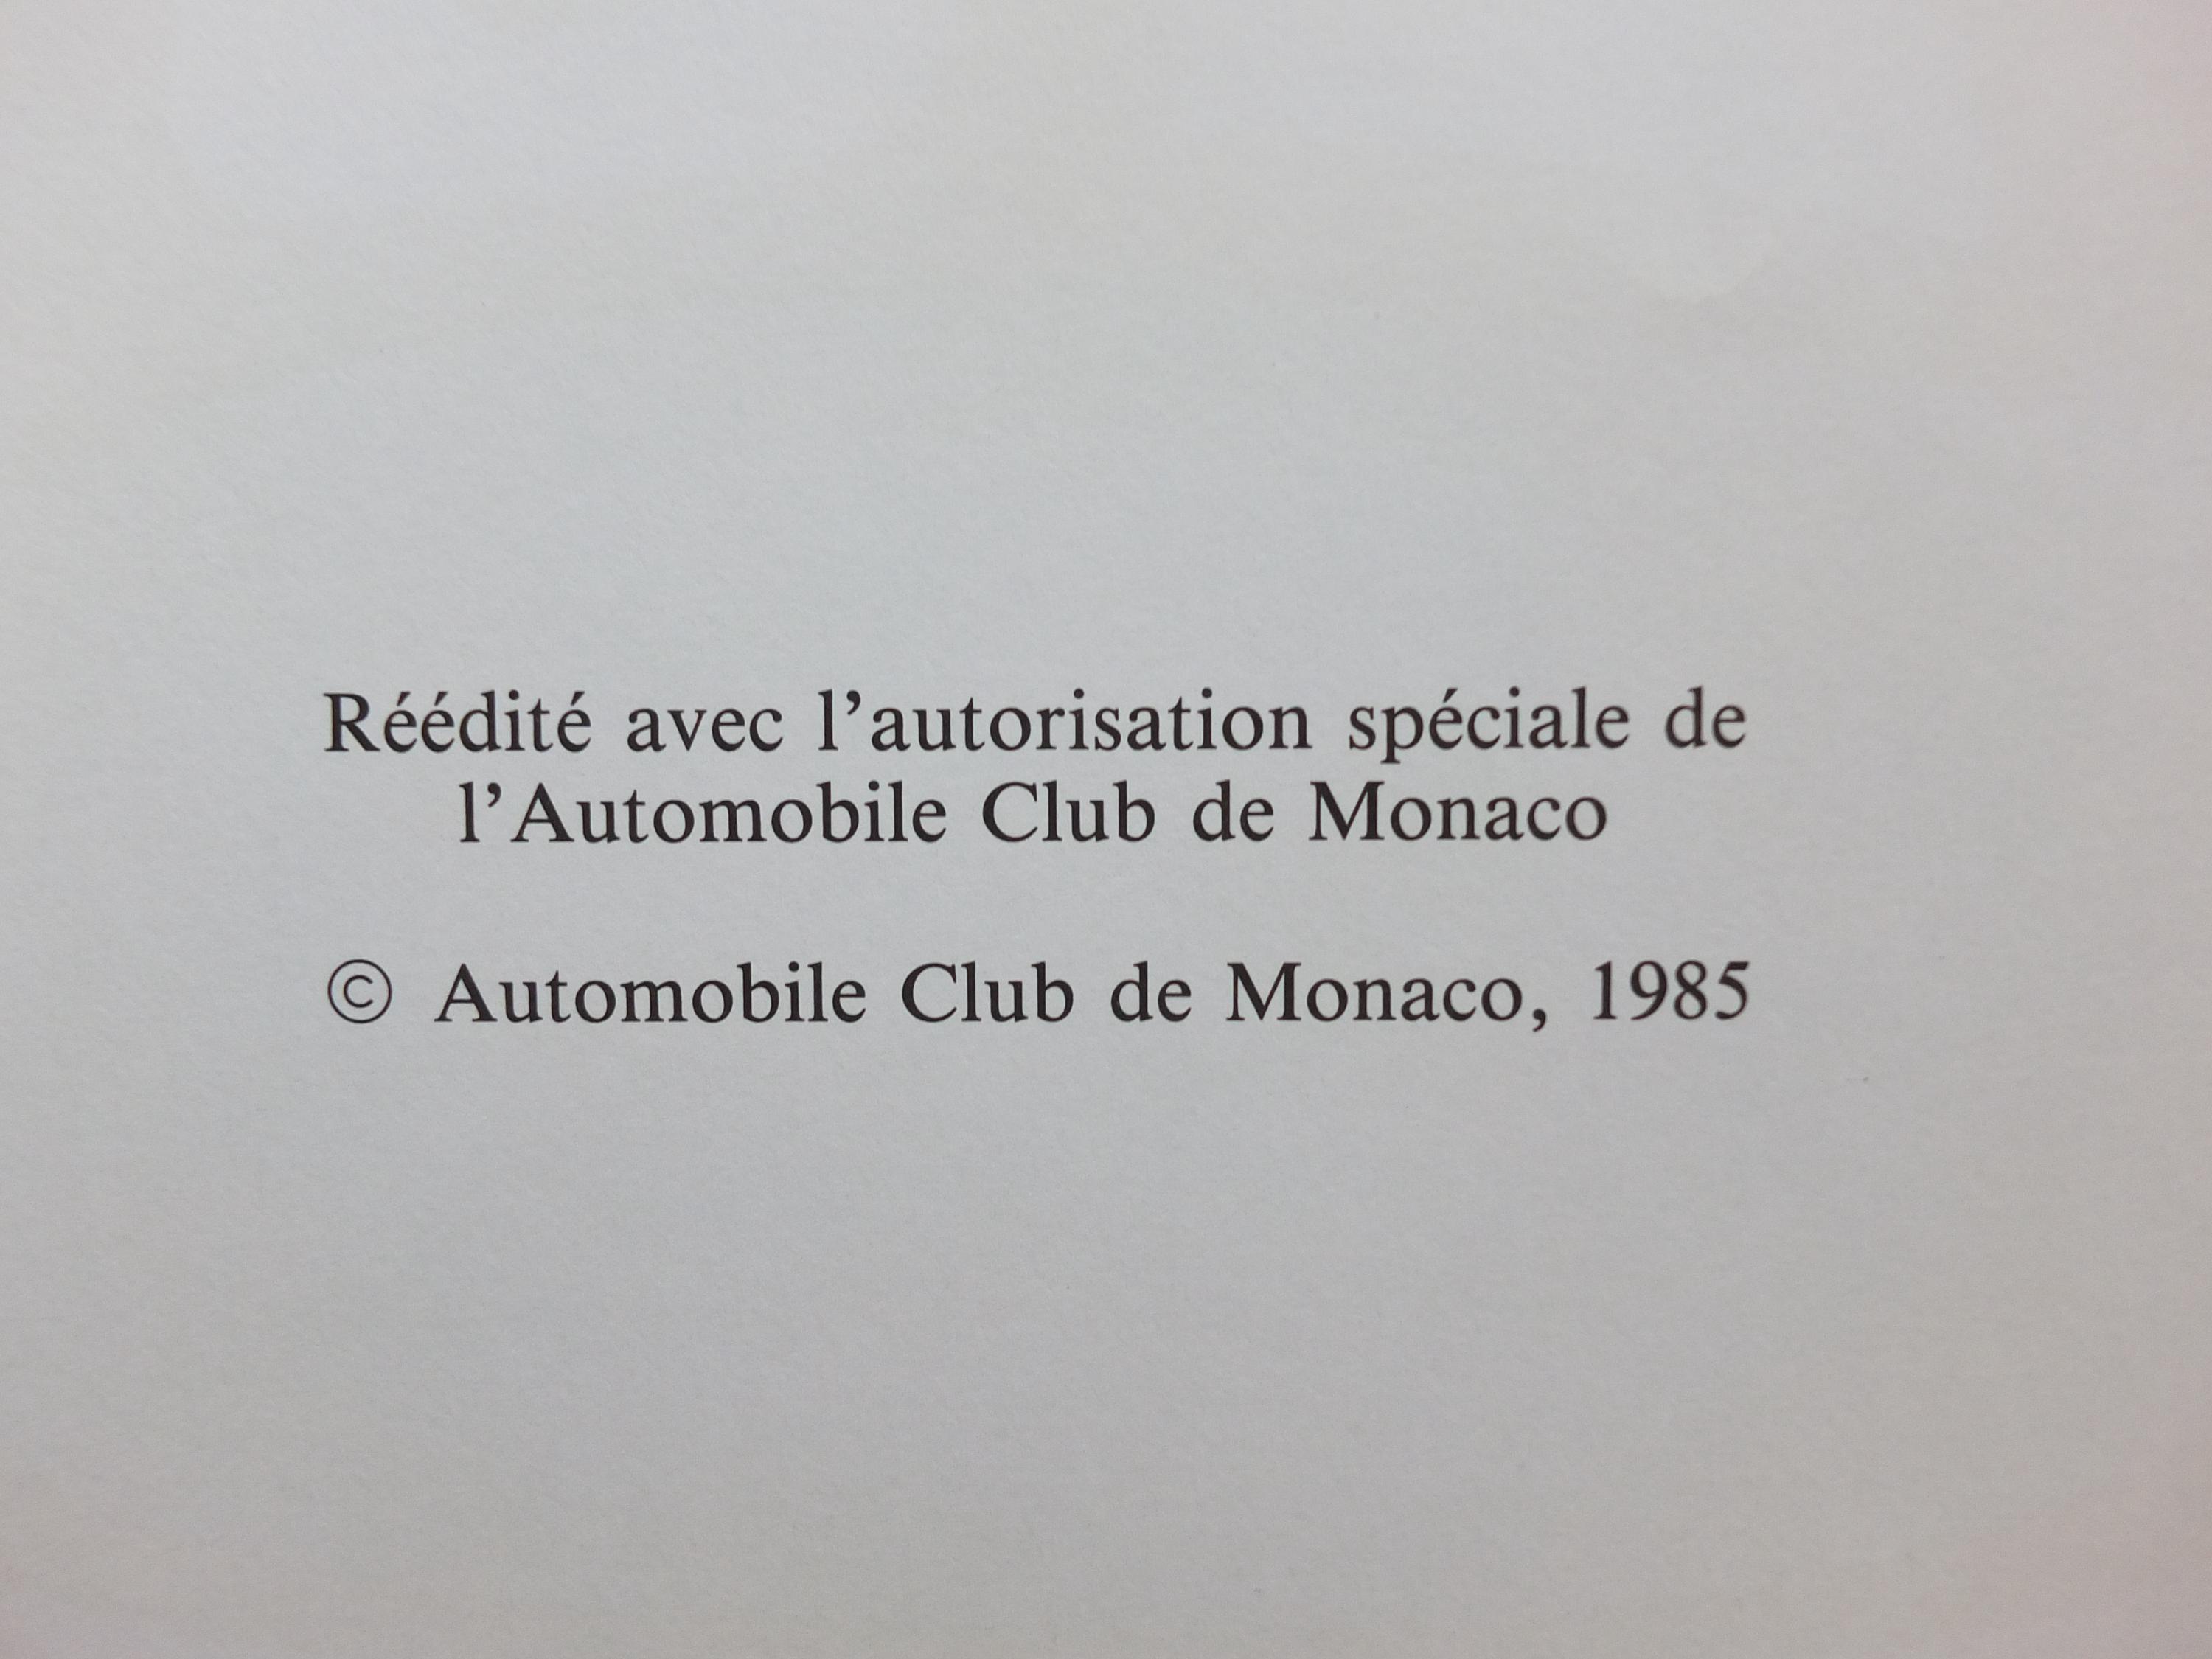 Réédité avec l’autorisation spéciale de
l’Automobile Club de Monaco
© Automobile Club de Monaco, 1985